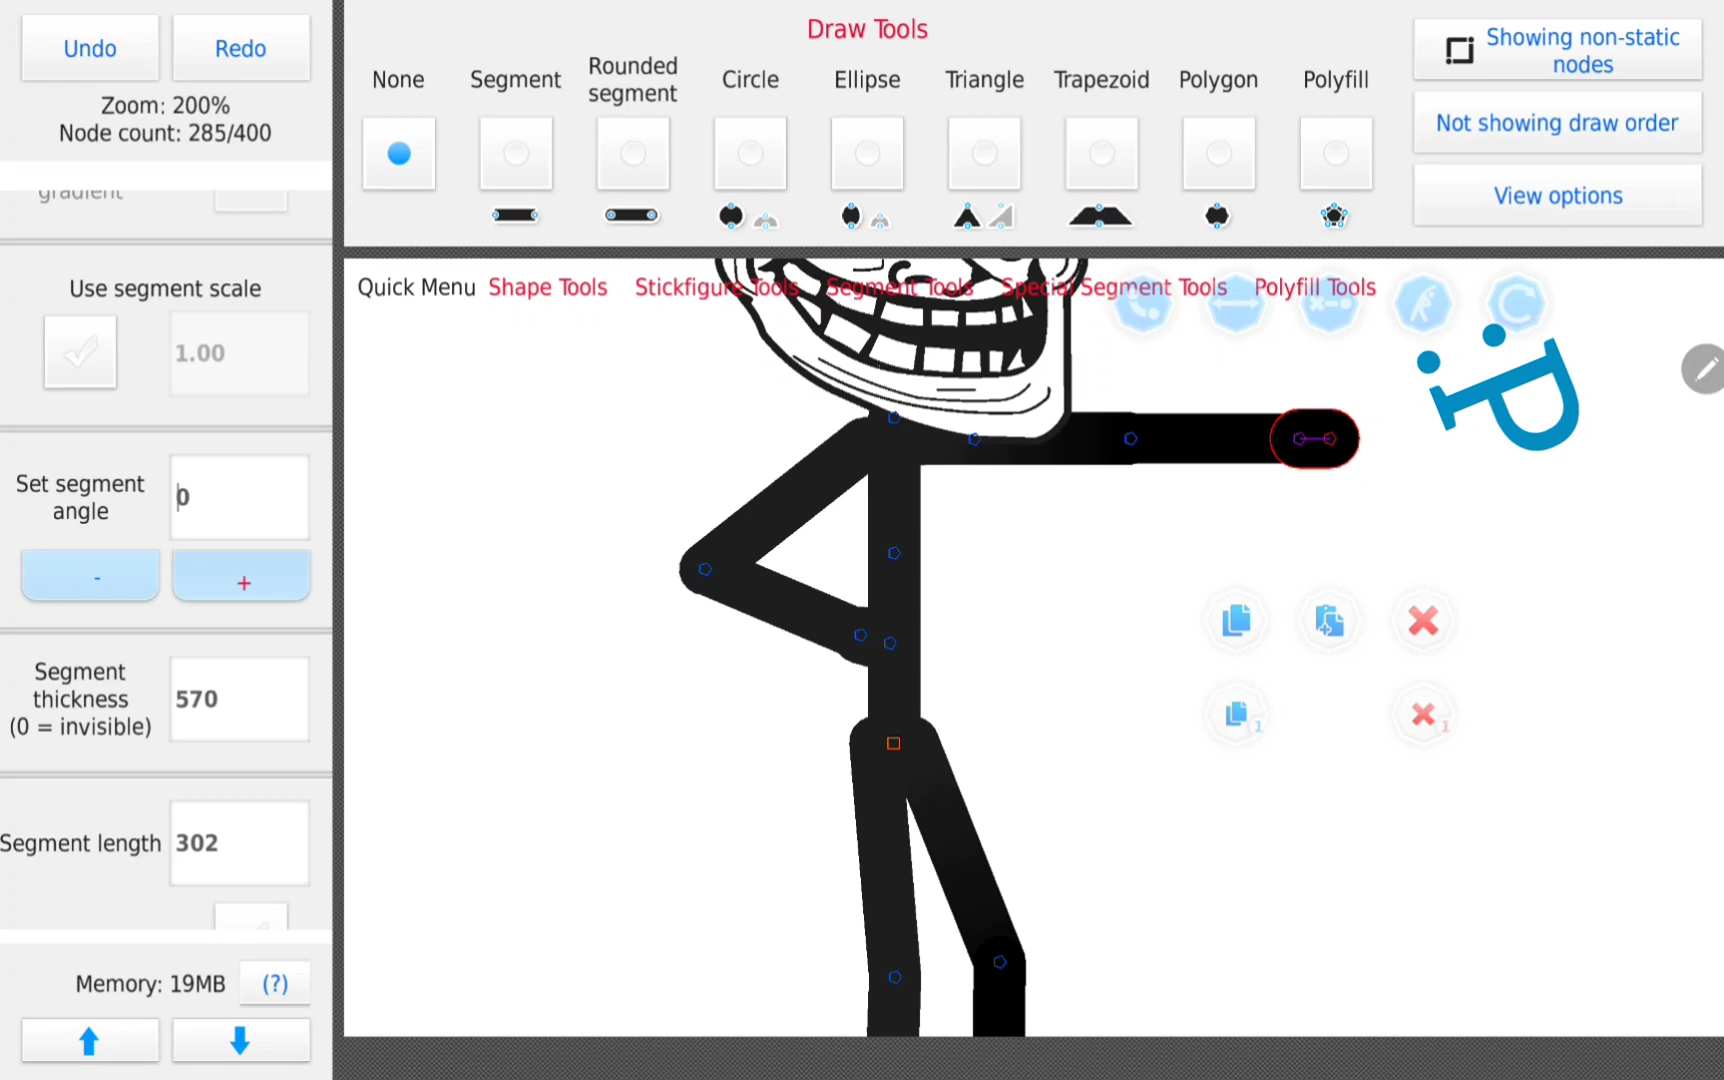 Undo
Redo
Zoom: 200%
Node count: 285/400
gradient
Use segment scale
1.00
Set segment
angle
0
-
+
Segment
thickness
(0 = invisible)
570
Segment length
302
Memory: 19MB
(?)
Draw Tools
None
Segment
Rounded
segment
Circle
Ellipse
Triangle
Trapezoid
Polygon
Polyfill
Showing non-static
nodes
Not showing draw order
View options
Quick Menu
Shape Tools
Stickfigure Tools
Segment Tools
Special Segment Tools
Polyfill Tools
1
1